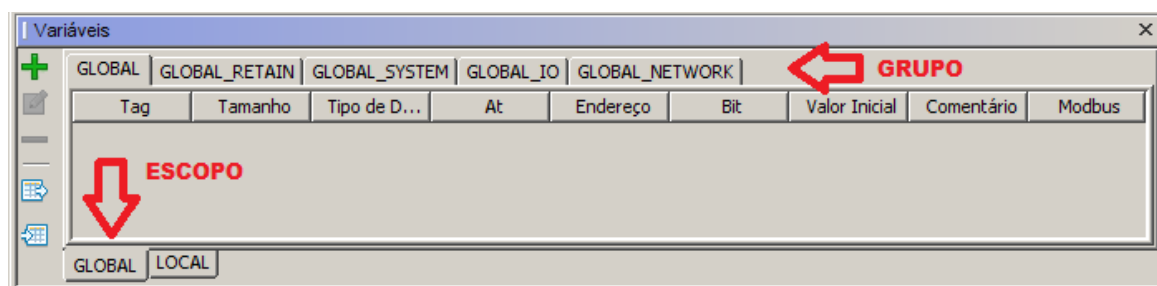 Variáveis
GLOBAL GLOBAL_RETAIN GLOBAL_SYSTEM GLOBAL_IO GLOBAL_NETWORK GRUPO
Tag Tamanho Tipo de D... At Endereço Bit Valor Inicial Comentário Modbus
ESCOPO
GLOBAL LOCAL